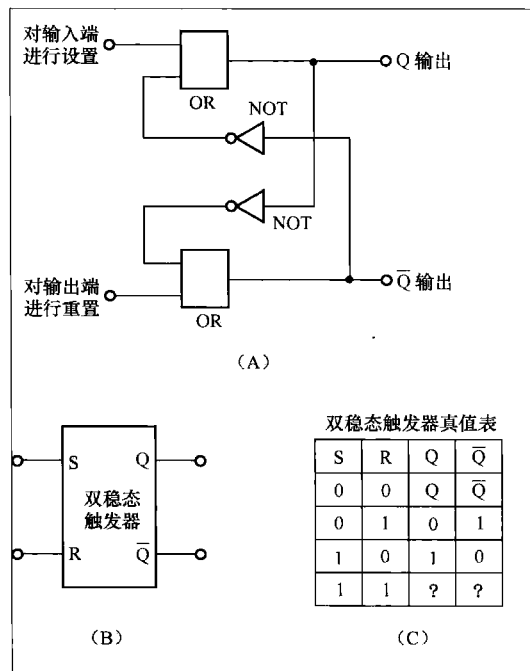 对输入端
进行设置
Q 输出
OR
NOT
NOT
对输出端
进行重置
Q̅ 输出
OR
（A）
双稳态触发器真值表
S Q
双稳态
触发器
R Q̅
（B）
S R Q Q̅
0 0 Q Q̅
0 1 0 1
1 0 1 0
1 1 ? ?
（C）